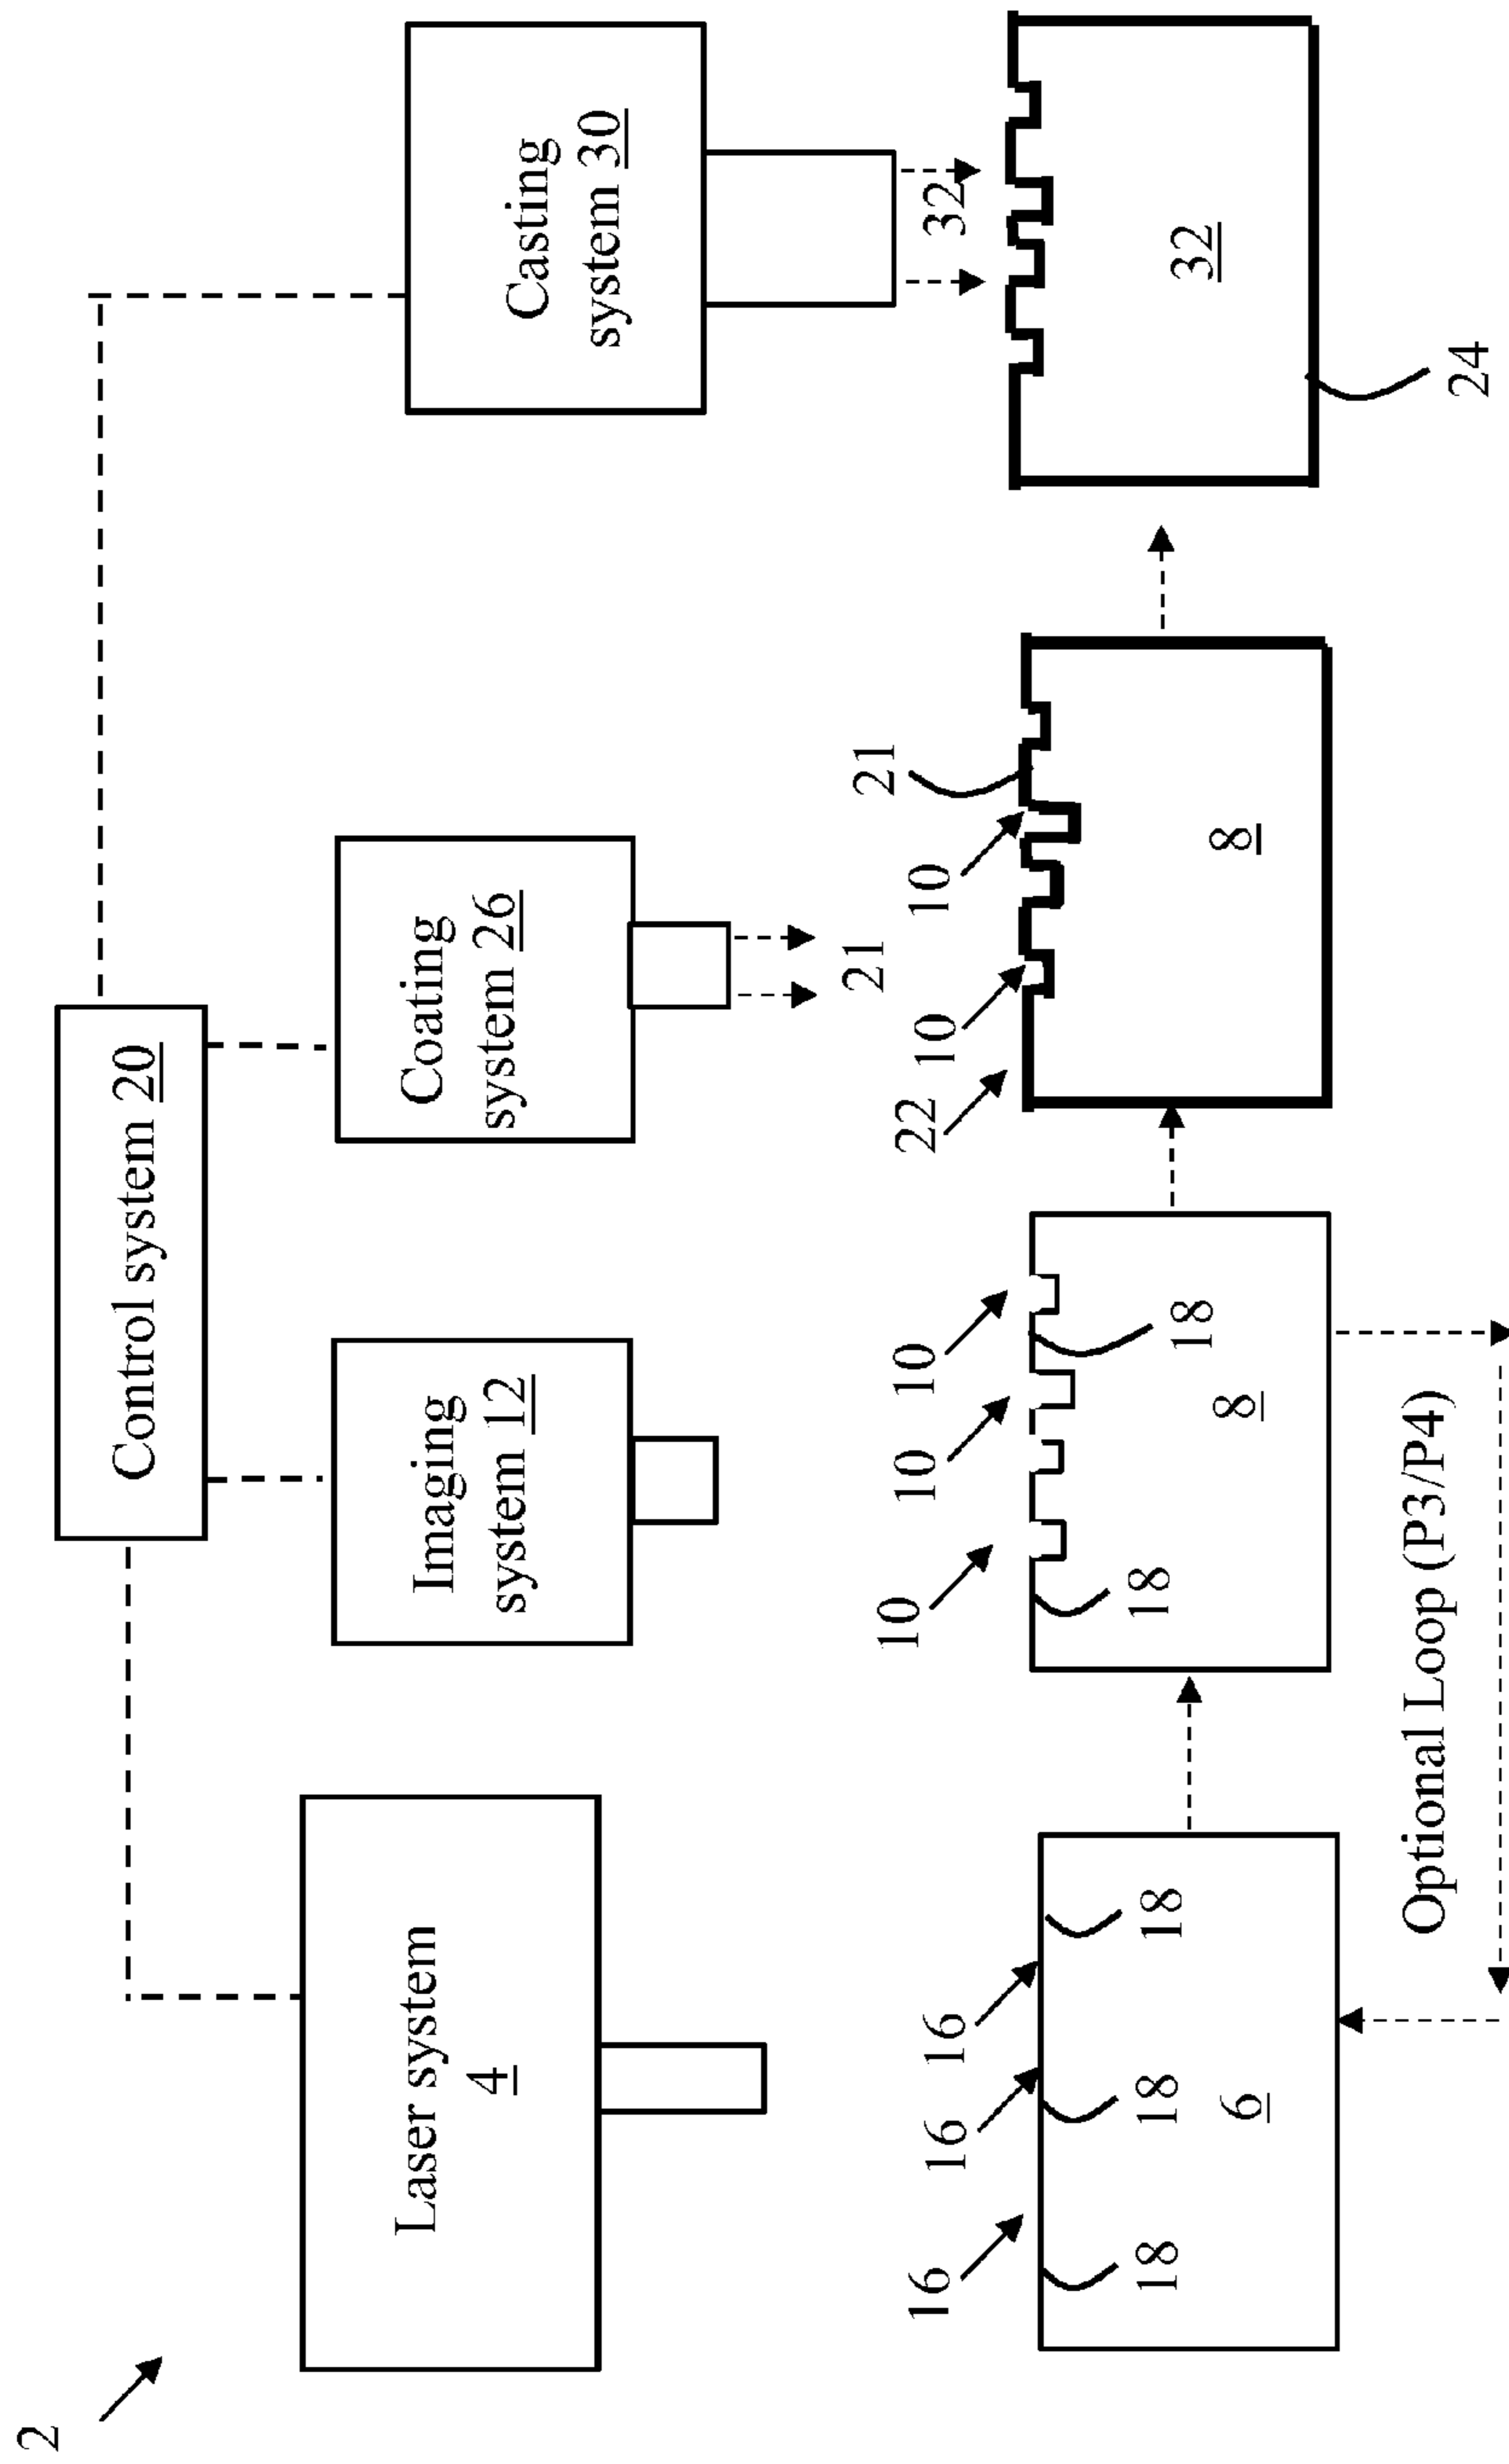 2
Control system 20
Laser system
4
Imaging
system 12
Coating
system 26
Casting
system 30
21
32
16
16
16
18
18
18
6
10
10
10
18
18
8
22
10
10
21
8
32
24
Optional Loop (P3/P4)